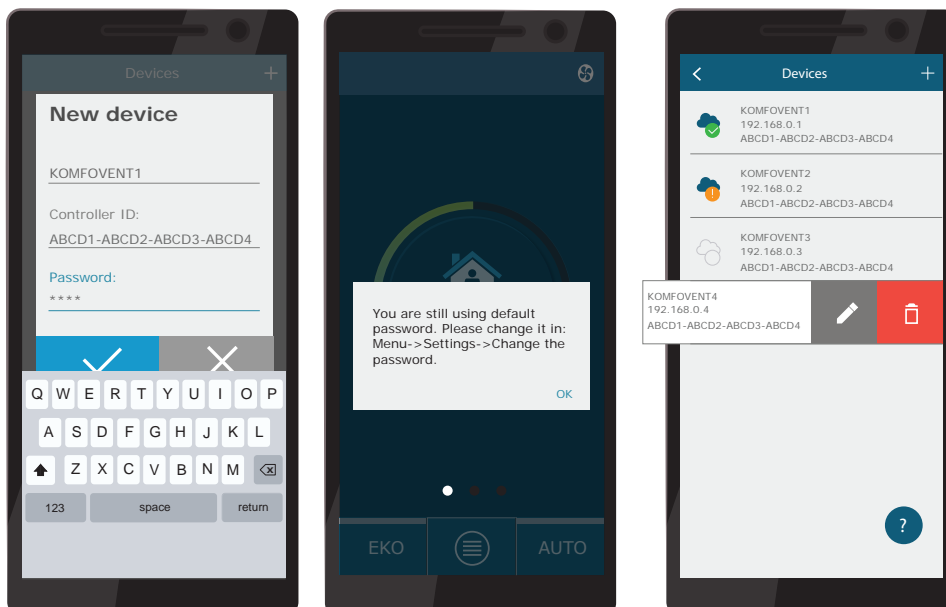 Devices +
New device
KOMFOVENT1
Controller ID:
ABCD1-ABCD2-ABCD3-ABCD4
Password:
****
Q W E R T Y U I O P
A S D F G H J K L
Z X C V B N M
123 space return
You are still using default
password. Please change it in:
Menu->Settings->Change the
password.
OK
EKO AUTO
Devices +
KOMFOVENT1
192.168.0.1
ABCD1-ABCD2-ABCD3-ABCD4
KOMFOVENT2
192.168.0.2
ABCD1-ABCD2-ABCD3-ABCD4
KOMFOVENT3
192.168.0.3
ABCD1-ABCD2-ABCD3-ABCD4
KOMFOVENT4
192.168.0.4
ABCD1-ABCD2-ABCD3-ABCD4
?